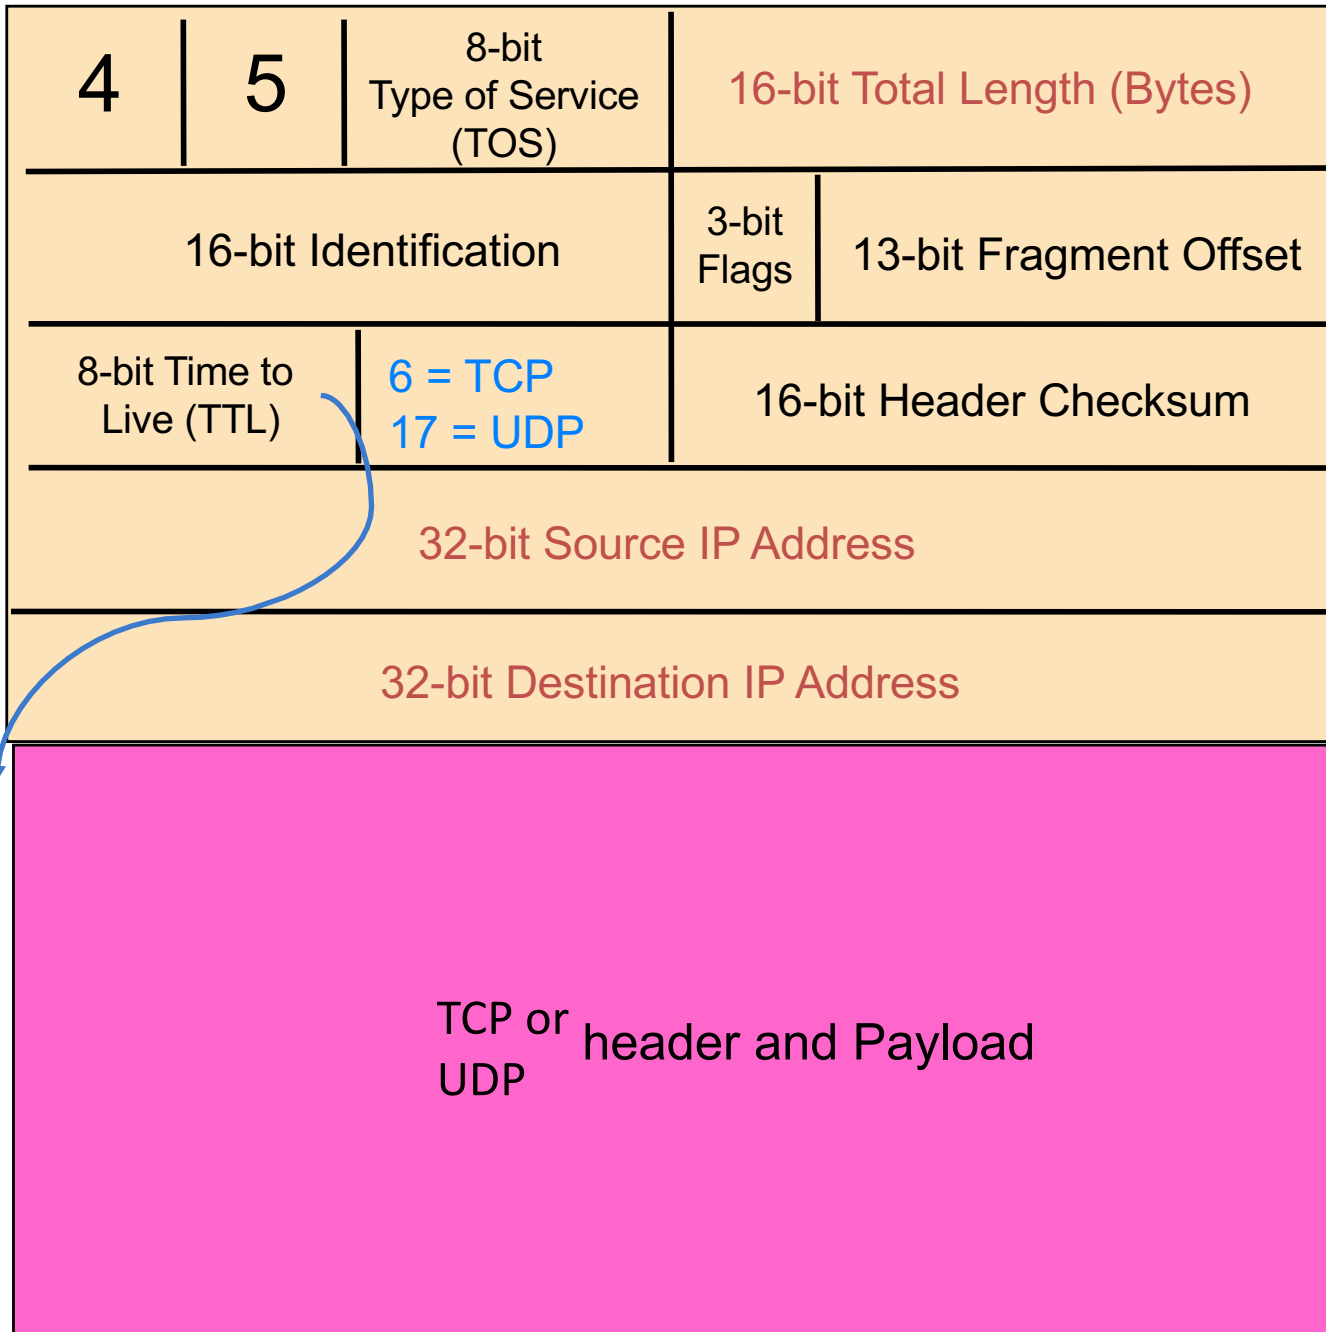 4
5
8-bit
Type of Service
(TOS)
16-bit Total Length (Bytes)
16-bit Identification
3-bit
Flags
13-bit Fragment Offset
8-bit Time to
Live (TTL)
6 = TCP
17 = UDP
16-bit Header Checksum
32-bit Source IP Address
32-bit Destination IP Address
TCP or
UDP
header and Payload